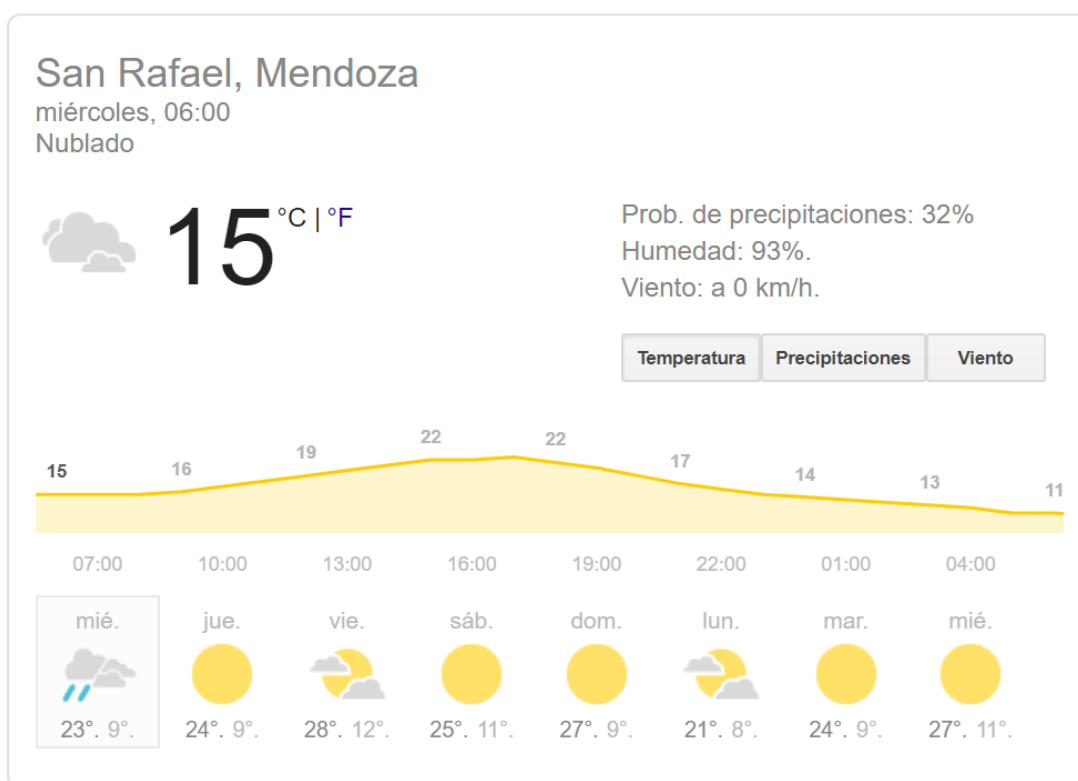 San Rafael, Mendoza
miércoles, 06:00
Nublado
15 °C | °F
Prob. de precipitaciones: 32%
Humedad: 93%.
Viento: a 0 km/h.
Temperatura Precipitaciones Viento
15 16 19 22 22 17 14 13 11
07:00 10:00 13:00 16:00 19:00 22:00 01:00 04:00
mié. jue. vie. sáb. dom. lun. mar. mié.
23°. 9°. 24°. 9°. 28°. 12°. 25°. 11°. 27°. 9°. 21°. 8°. 24°. 9°. 27°. 11°.